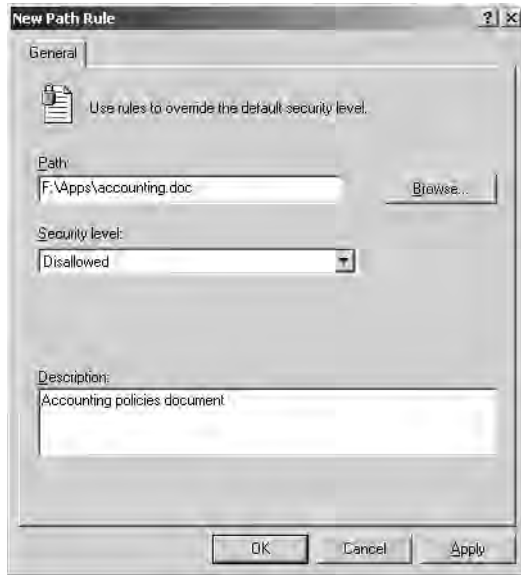 New Path Rule
General
Use rules to override the default security level.
Path:
F:\Apps\accounting.doc
Browse...
Security level:
Disallowed
Description:
Accounting policies document
OK
Cancel
Apply